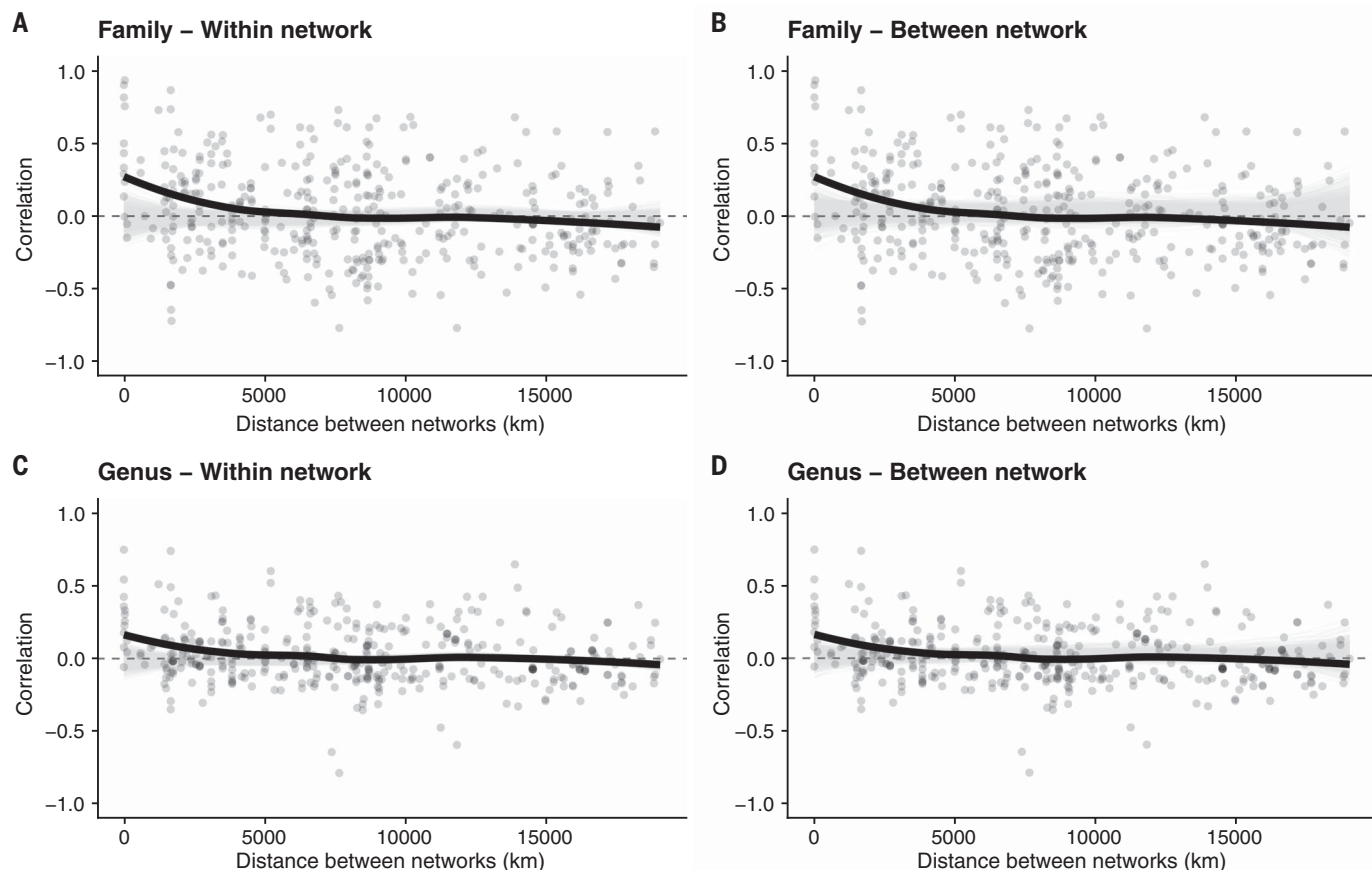 A
Family – Within network
1.0
0.5
0.0
−0.5
−1.0
Correlation
0
5000
10000
15000
Distance between networks (km)
B
Family – Between network
1.0
0.5
0.0
−0.5
−1.0
Correlation
0
5000
10000
15000
Distance between networks (km)
C
Genus – Within network
1.0
0.5
0.0
−0.5
−1.0
Correlation
0
5000
10000
15000
Distance between networks (km)
D
Genus – Between network
1.0
0.5
0.0
−0.5
−1.0
Correlation
0
5000
10000
15000
Distance between networks (km)